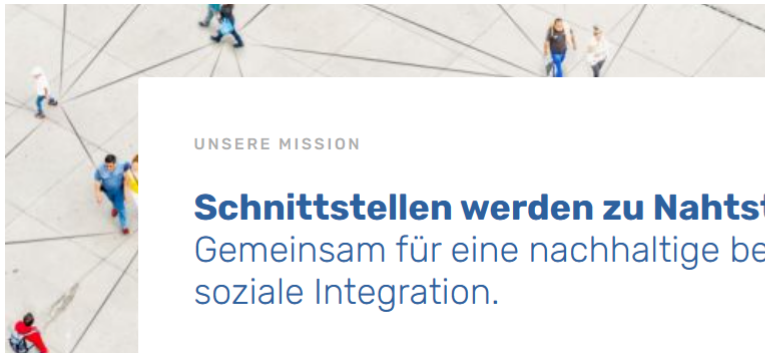 UNSERE MISSION
Schnittstellen werden zu
Gemeinsam für eine nachhaltige
soziale Integration.